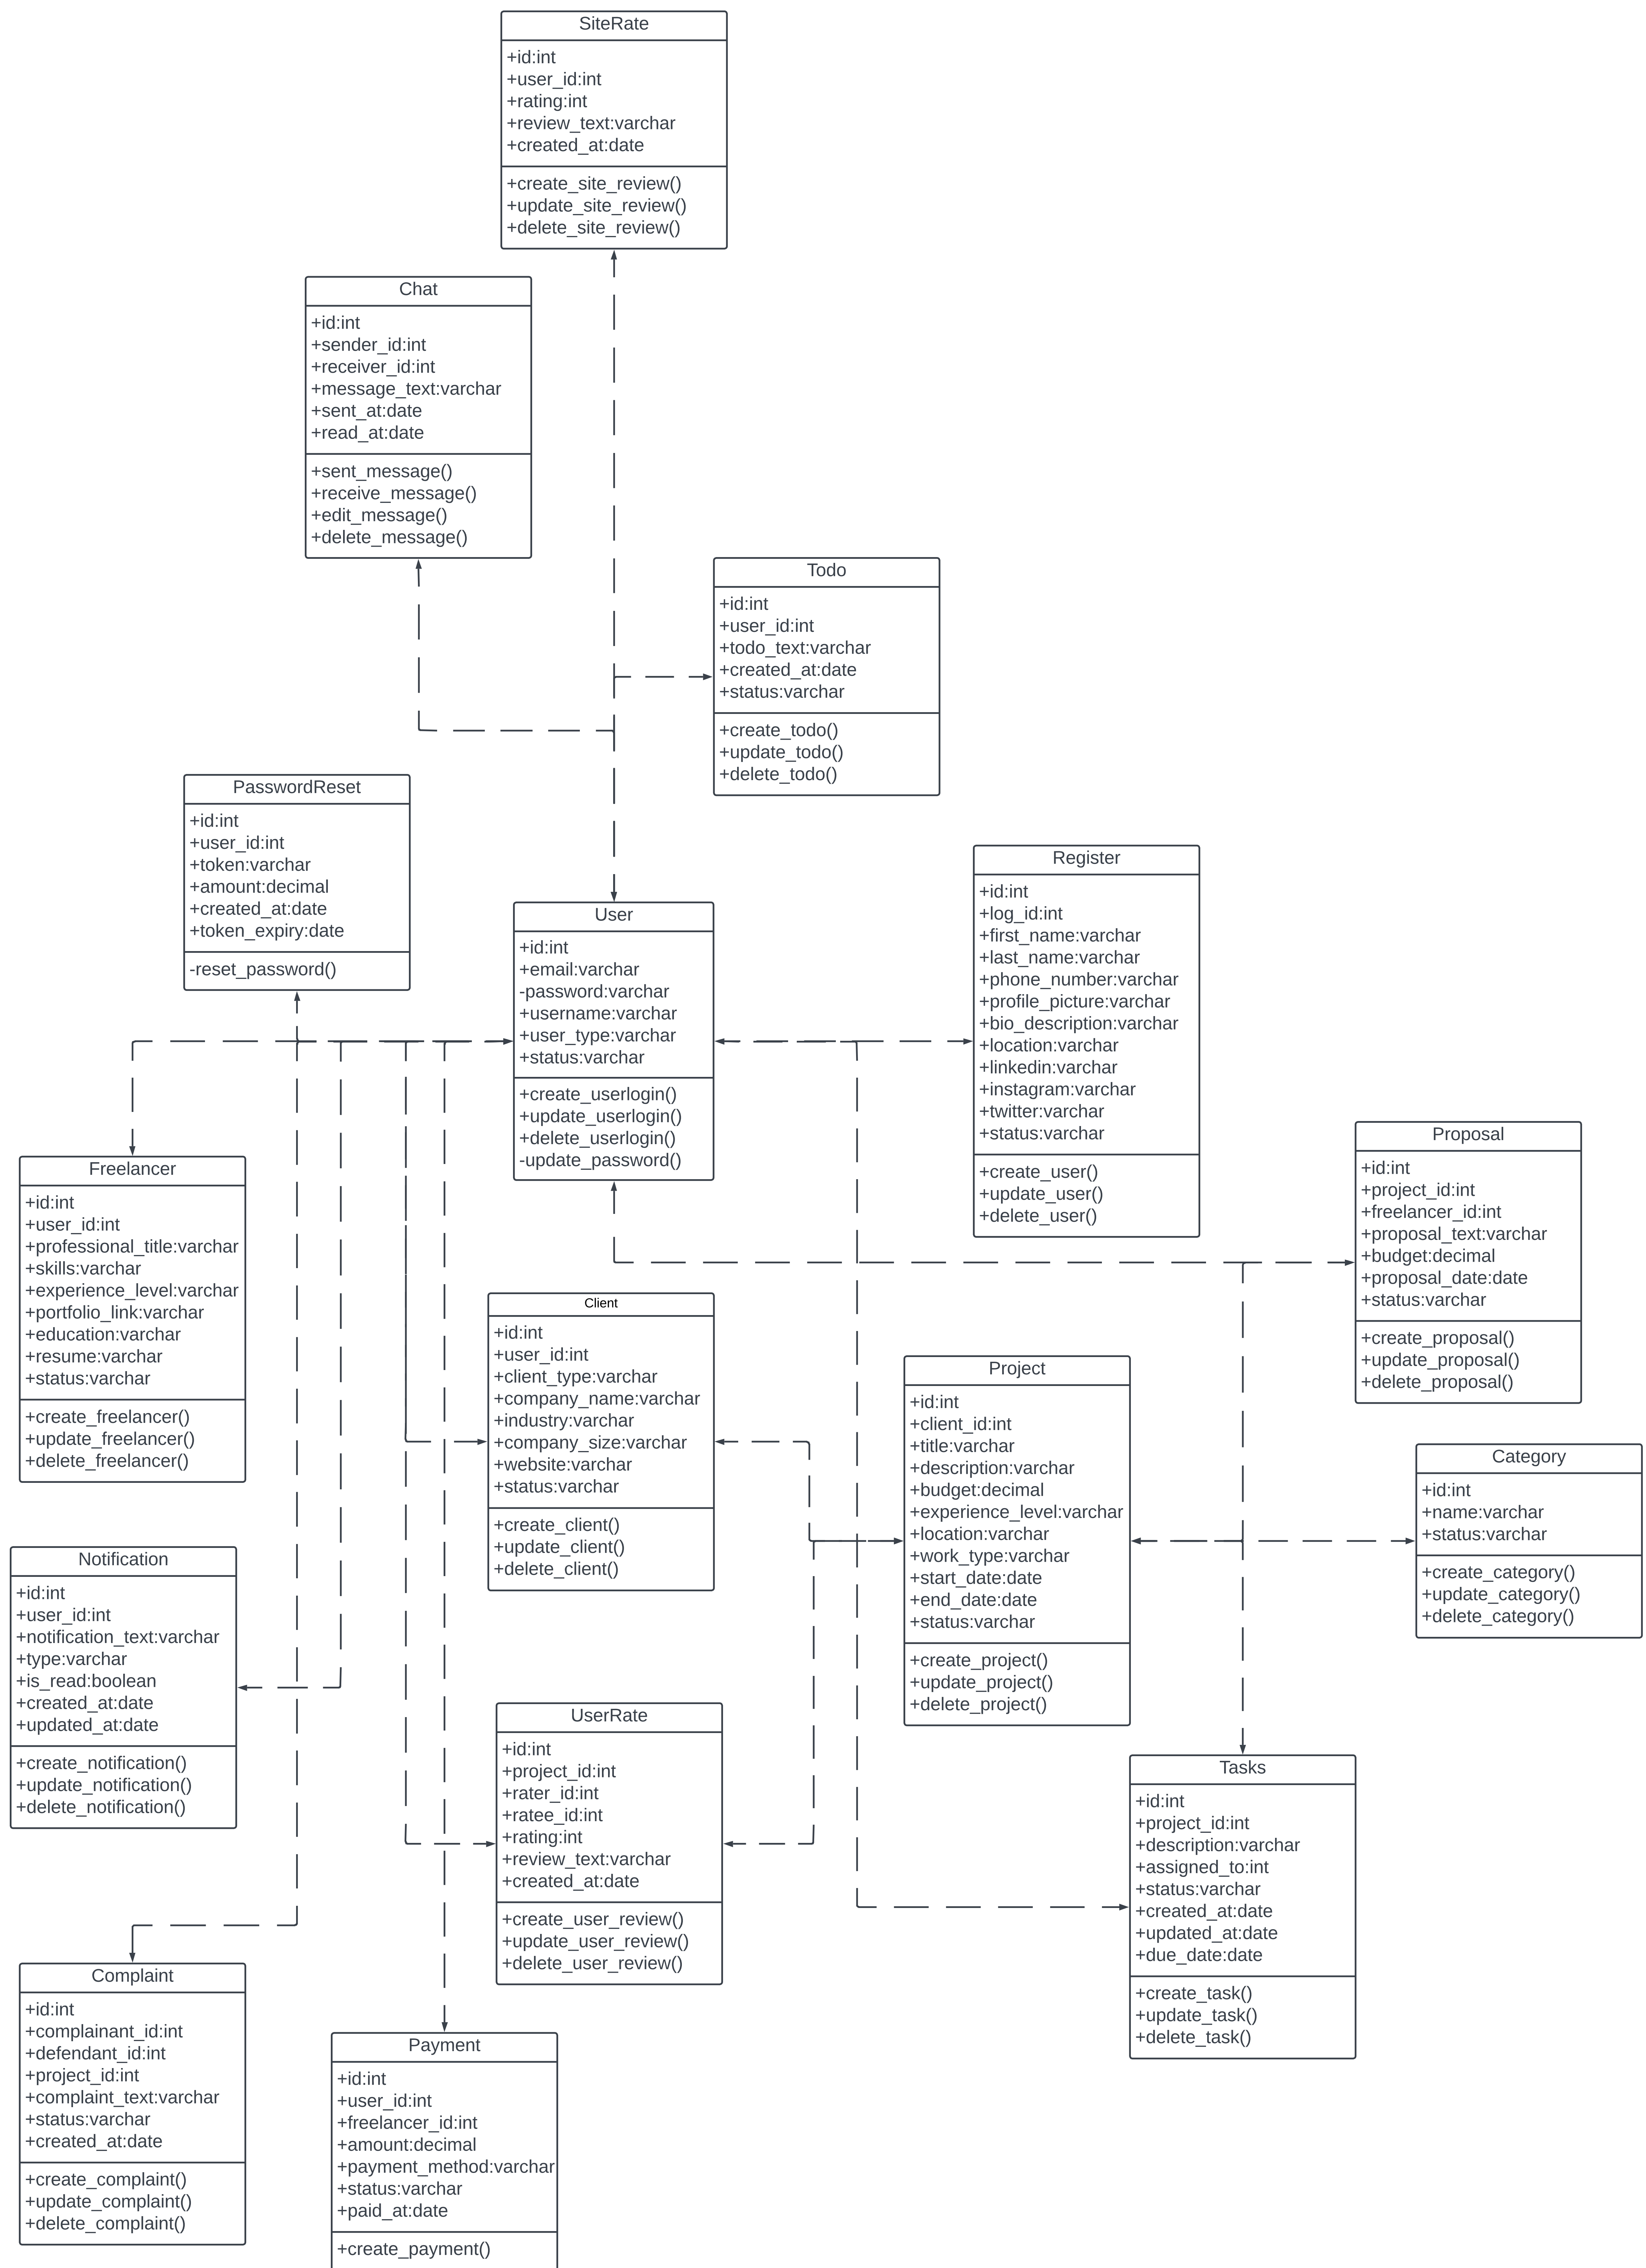 SiteRate
+id:int
+user_id:int
+rating:int
+review_text:varchar
+created_at:date
+create_site_review()
+update_site_review()
+delete_site_review()
Chat
+id:int
+sender_id:int
+receiver_id:int
+message_text:varchar
+sent_at:date
+read_at:date
+sent_message()
+receive_message()
+edit_message()
+delete_message()
Todo
+id:int
+user_id:int
+todo_text:varchar
+created_at:date
+status:varchar
+create_todo()
+update_todo()
+delete_todo()
PasswordReset
+id:int
+user_id:int
+token:varchar
+amount:decimal
+created_at:date
+token_expiry:date
-reset_password()
User
+id:int
+email:varchar
-password:varchar
+username:varchar
+user_type:varchar
+status:varchar
+create_userlogin()
+update_userlogin()
+delete_userlogin()
-update_password()
Register
+id:int
+log_id:int
+first_name:varchar
+last_name:varchar
+phone_number:varchar
+profile_picture:varchar
+bio_description:varchar
+location:varchar
+linkedin:varchar
+instagram:varchar
+twitter:varchar
+status:varchar
+create_user()
+update_user()
+delete_user()
Proposal
+id:int
+project_id:int
+freelancer_id:int
+proposal_text:varchar
+budget:decimal
+proposal_date:date
+status:varchar
+create_proposal()
+update_proposal()
+delete_proposal()
Freelancer
+id:int
+user_id:int
+professional_title:varchar
+skills:varchar
+experience_level:varchar
+portfolio_link:varchar
+education:varchar
+resume:varchar
+status:varchar
+create_freelancer()
+update_freelancer()
+delete_freelancer()
Client
+id:int
+user_id:int
+client_type:varchar
+company_name:varchar
+industry:varchar
+company_size:varchar
+website:varchar
+status:varchar
+create_client()
+update_client()
+delete_client()
Project
+id:int
+client_id:int
+title:varchar
+description:varchar
+budget:decimal
+experience_level:varchar
+location:varchar
+work_type:varchar
+start_date:date
+end_date:date
+status:varchar
+create_project()
+update_project()
+delete_project()
Category
+id:int
+name:varchar
+status:varchar
+create_category()
+update_category()
+delete_category()
Notification
+id:int
+user_id:int
+notification_text:varchar
+type:varchar
+is_read:boolean
+created_at:date
+updated_at:date
+create_notification()
+update_notification()
+delete_notification()
UserRate
+id:int
+project_id:int
+rater_id:int
+ratee_id:int
+rating:int
+review_text:varchar
+created_at:date
+create_user_review()
+update_user_review()
+delete_user_review()
Tasks
+id:int
+project_id:int
+description:varchar
+assigned_to:int
+status:varchar
+created_at:date
+updated_at:date
+due_date:date
+create_task()
+update_task()
+delete_task()
Complaint
+id:int
+complainant_id:int
+defendant_id:int
+project_id:int
+complaint_text:varchar
+status:varchar
+created_at:date
+create_complaint()
+update_complaint()
+delete_complaint()
Payment
+id:int
+user_id:int
+freelancer_id:int
+amount:decimal
+payment_method:varchar
+status:varchar
+paid_at:date
+create_payment()